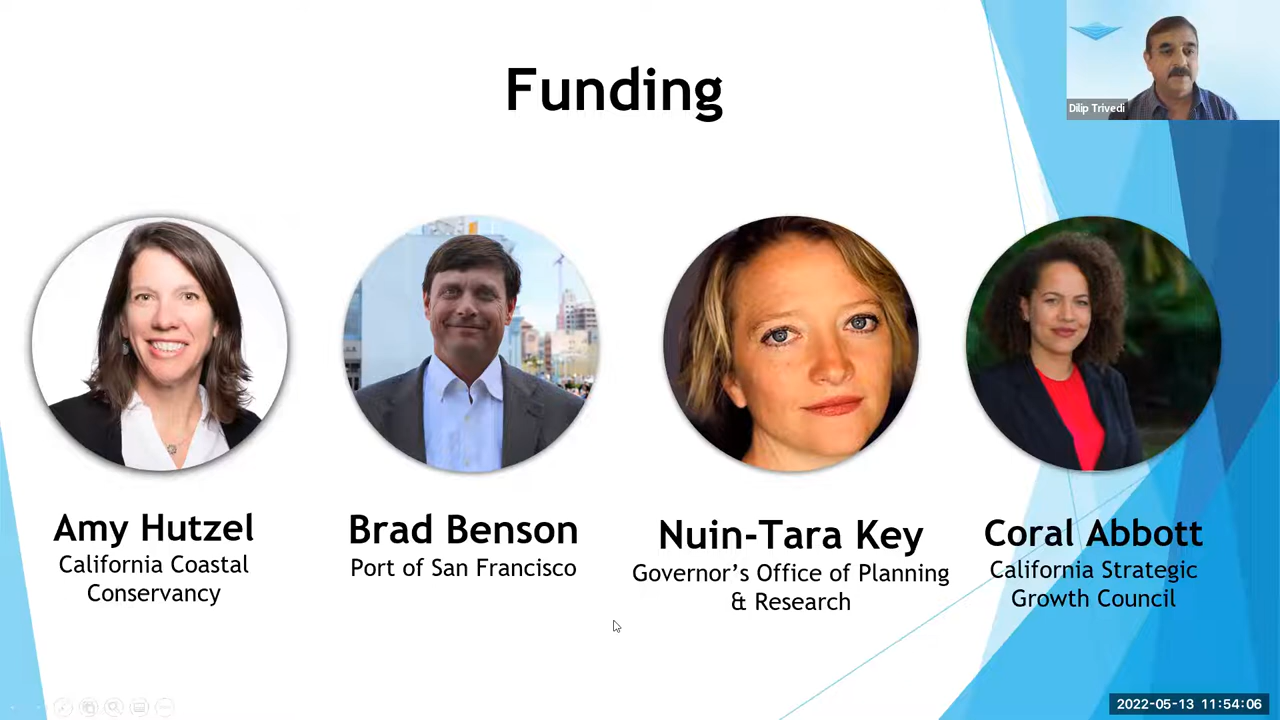 Funding
Dilip Trivedi
Amy Hutzel
California Coastal
Conservancy
Brad Benson
Port of San Francisco
Nuin-Tara Key
Governor's Office of Planning
& Research
Coral Abbott
California Strategic
Growth Council
2022-05-13 11:54:06